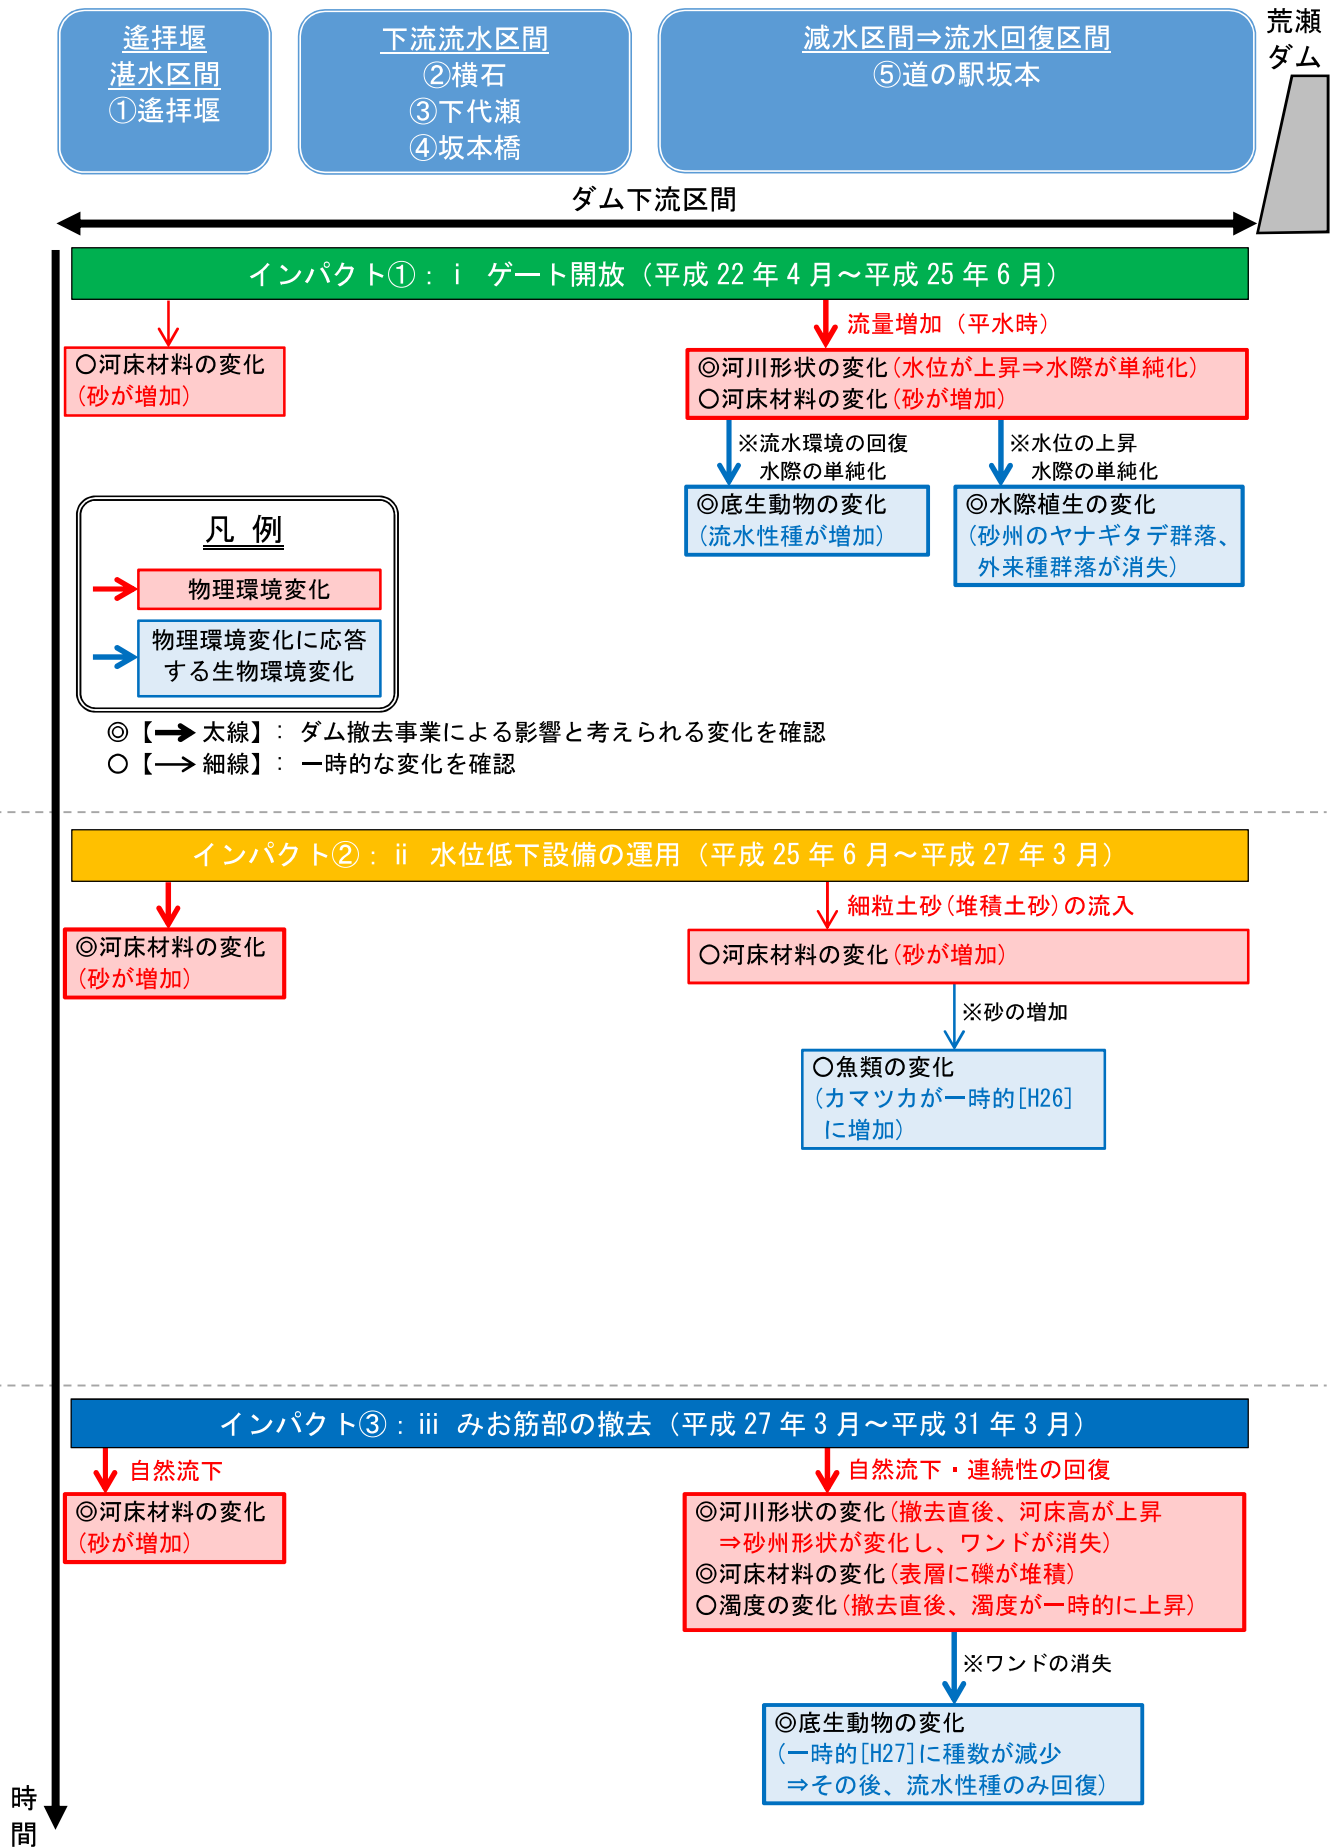 遙拝堰
湛水区間
①遙拝堰
下流流水区間
②横石
③下代瀬
④坂本橋
減水区間⇒流水回復区間
⑤道の駅坂本
荒瀬
ダム
ダム下流区間
インパクト①：ⅰ ゲート開放（平成22年4月～平成25年6月）
〇河床材料の変化
(砂が増加)
流量増加（平水時）
◎河川形状の変化(水位が上昇⇒水際が単純化)
〇河床材料の変化(砂が増加)
※流水環境の回復
水際の単純化
※水位の上昇
水際の単純化
◎底生動物の変化
(流水性種が増加)
◎水際植生の変化
(砂州のヤナギタデ群落、
外来種群落が消失)
凡 例
物理環境変化
物理環境変化に応答
する生物環境変化
◎【→太線】：ダム撤去事業による影響と考えられる変化を確認
〇【→細線】：一時的な変化を確認
インパクト②：ⅱ 水位低下設備の運用（平成25年6月～平成27年3月）
◎河床材料の変化
(砂が増加)
細粒土砂(堆積土砂)の流入
〇河床材料の変化(砂が増加)
※砂の増加
〇魚類の変化
(カマツカが一時的[H26]
に増加)
インパクト③：ⅲ みお筋部の撤去（平成27年3月～平成31年3月）
自然流下
◎河床材料の変化
(砂が増加)
自然流下・連続性の回復
◎河川形状の変化(撤去直後、河床高が上昇
⇒砂州形状が変化し、ワンドが消失)
◎河床材料の変化(表層に礫が堆積)
〇濁度の変化(撤去直後、濁度が一時的に上昇)
※ワンドの消失
◎底生動物の変化
(一時的[H27]に種数が減少
⇒その後、流水性種のみ回復)
時
間